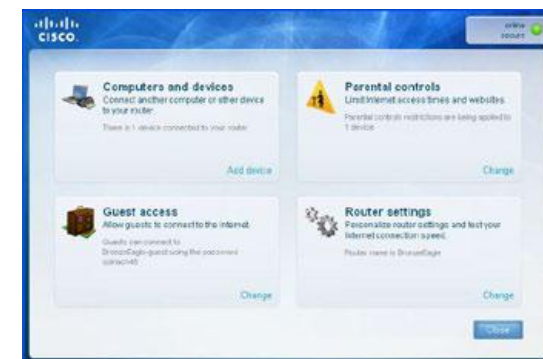 CISCO
online
secure
Computers and devices
Connect another computer or other device
to your router.
There is 1 device connected to your router
Add device
Parental controls
Limit Internet access times and websites.
Parental controls restrictions are being applied to
1 device
Change
Guest access
Allow guests to connect to the internet.
Guests can connect to
BronzeEagle-guest using the password
Change
Router settings
Personalize router settings and test your
Internet connection speed.
Router name is BronzeEagle
Change
Close